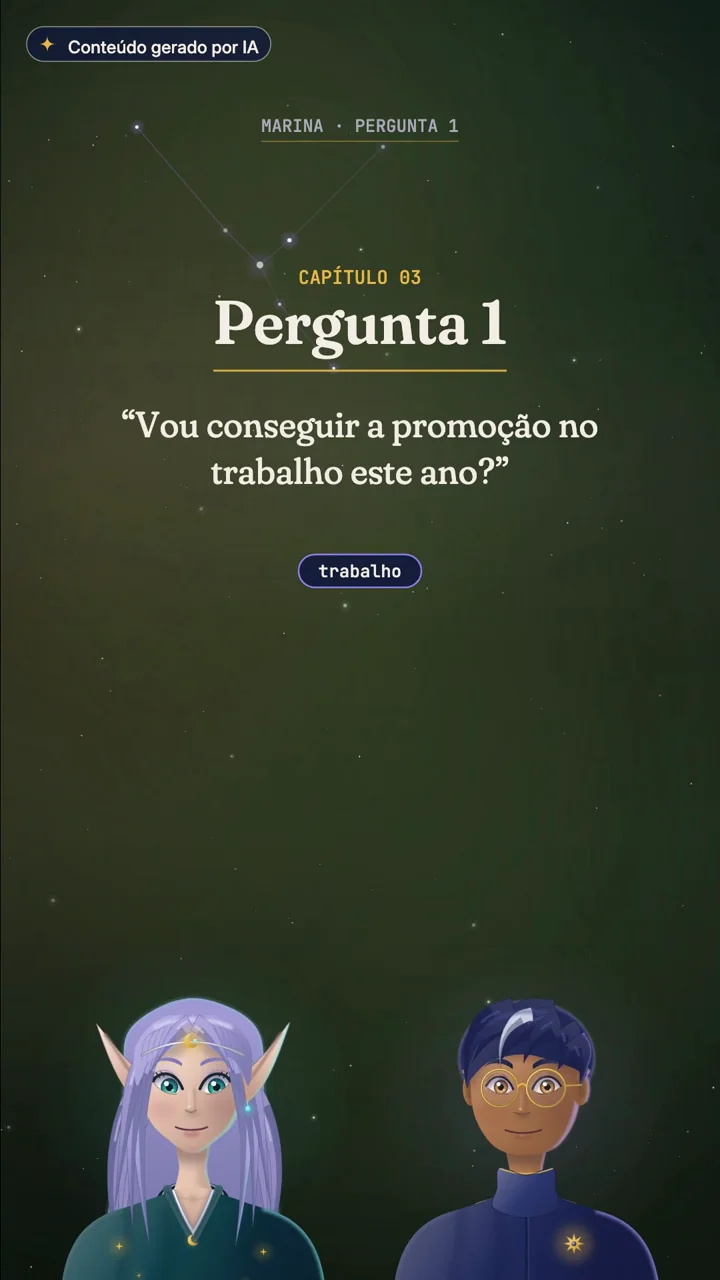 Conteúdo gerado por IA
MARINA · PERGUNTA 1
CAPÍTULO 03
Pergunta 1
“Vou conseguir a promoção no
trabalho este ano?”
trabalho